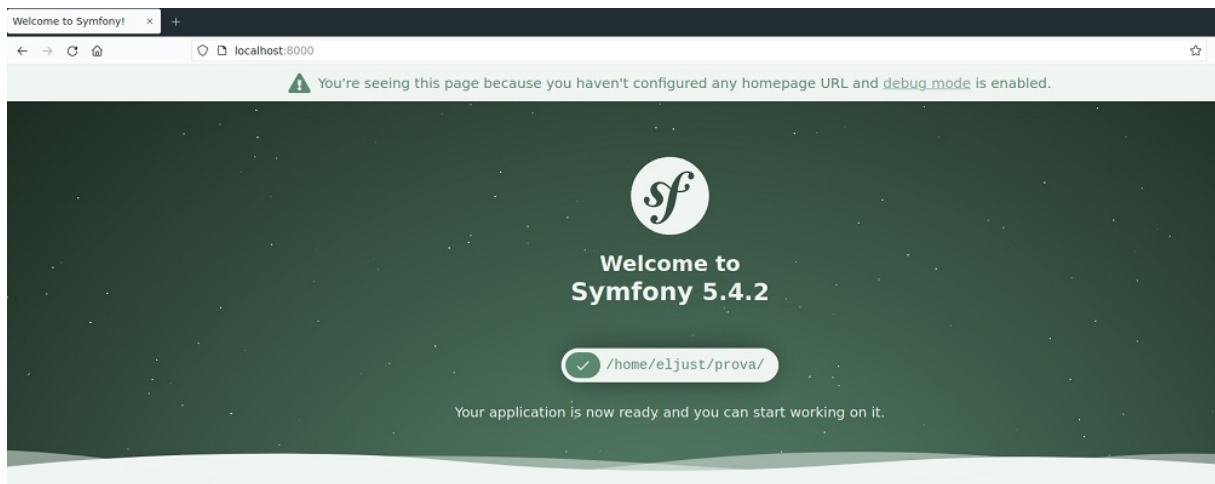 Welcome to Symfony!
localhost:8000
You're seeing this page because you haven't configured any homepage URL and debug mode is enabled.
sf
Welcome to
Symfony 5.4.2
/home/eljust/prova/
Your application is now ready and you can start working on it.